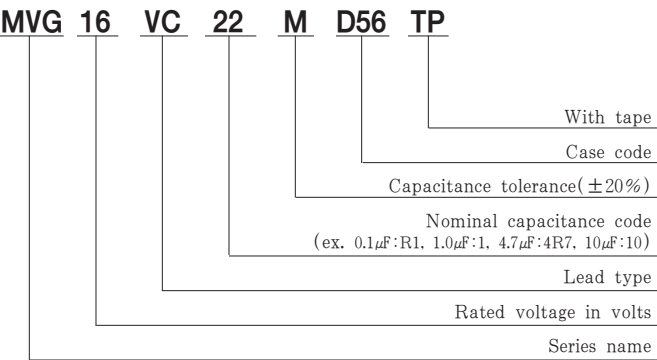 MVG 16 VC 22 M D56 TP
With tape
Case code
Capacitance tolerance(±20%)
Nominal capacitance code
(ex. 0.1μF:R1, 1.0μF:1, 4.7μF:4R7, 10μF:10)
Lead type
Rated voltage in volts
Series name